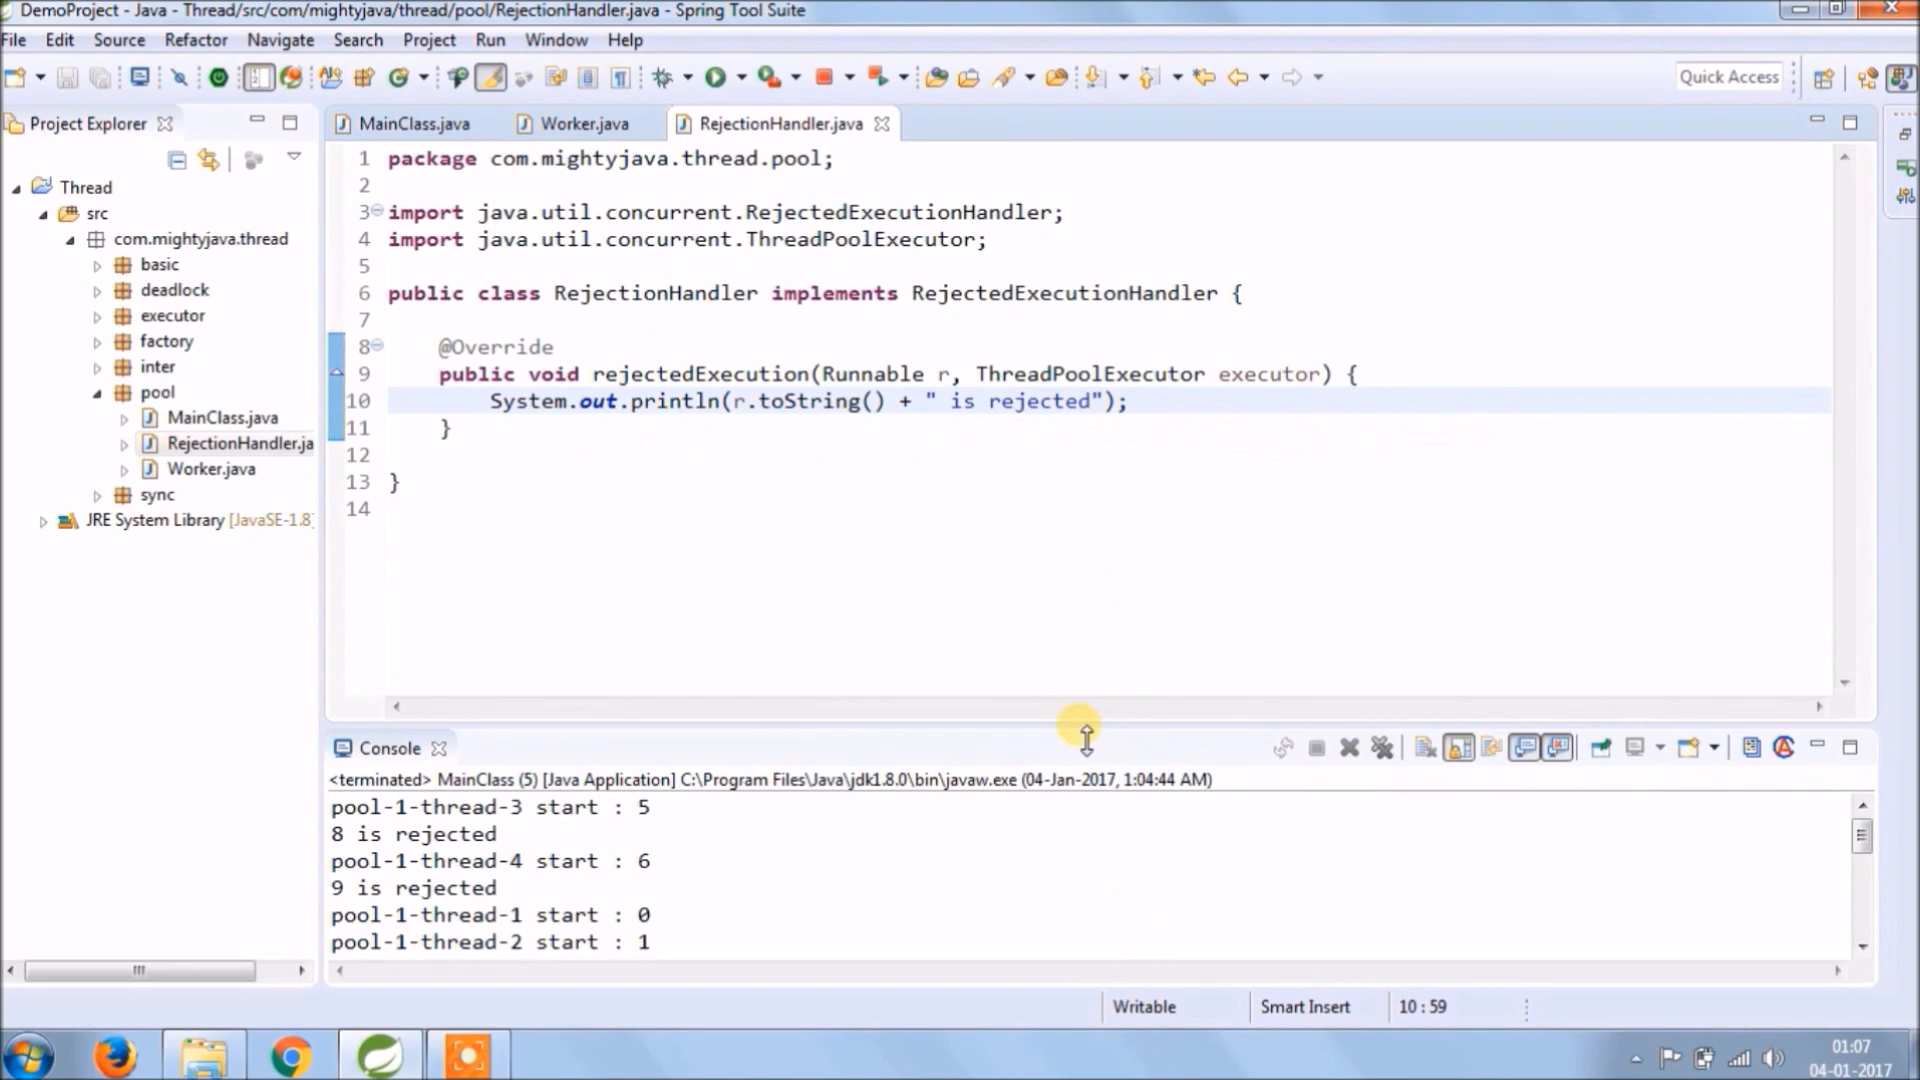 DemoProject - Java - Thread/src/com/mightyjava/thread/pool/RejectionHandler.java - Spring Tool Suite
File Edit Source Refactor Navigate Search Project Run Window Help
Quick Access
Project Explorer
MainClass.java Worker.java RejectionHandler.java
Thread
src
com.mightyjava.thread
basic
deadlock
executor
factory
inter
pool
MainClass.java
RejectionHandler.ja
Worker.java
sync
JRE System Library [JavaSE-1.8]
1 package com.mightyjava.thread.pool;
2
3 import java.util.concurrent.RejectedExecutionHandler;
4 import java.util.concurrent.ThreadPoolExecutor;
5
6 public class RejectionHandler implements RejectedExecutionHandler {
7
8 @Override
9 public void rejectedExecution(Runnable r, ThreadPoolExecutor executor) {
10 System.out.println(r.toString() + " is rejected");
11 }
12
13 }
14
Console
<terminated> MainClass (5) [Java Application] C:\Program Files\Java\jdk1.8.0\bin\javaw.exe (04-Jan-2017, 1:04:44 AM)
pool-1-thread-3 start : 5
8 is rejected
pool-1-thread-4 start : 6
9 is rejected
pool-1-thread-1 start : 0
pool-1-thread-2 start : 1
Writable Smart Insert 10 : 59
01:07
04-01-2017